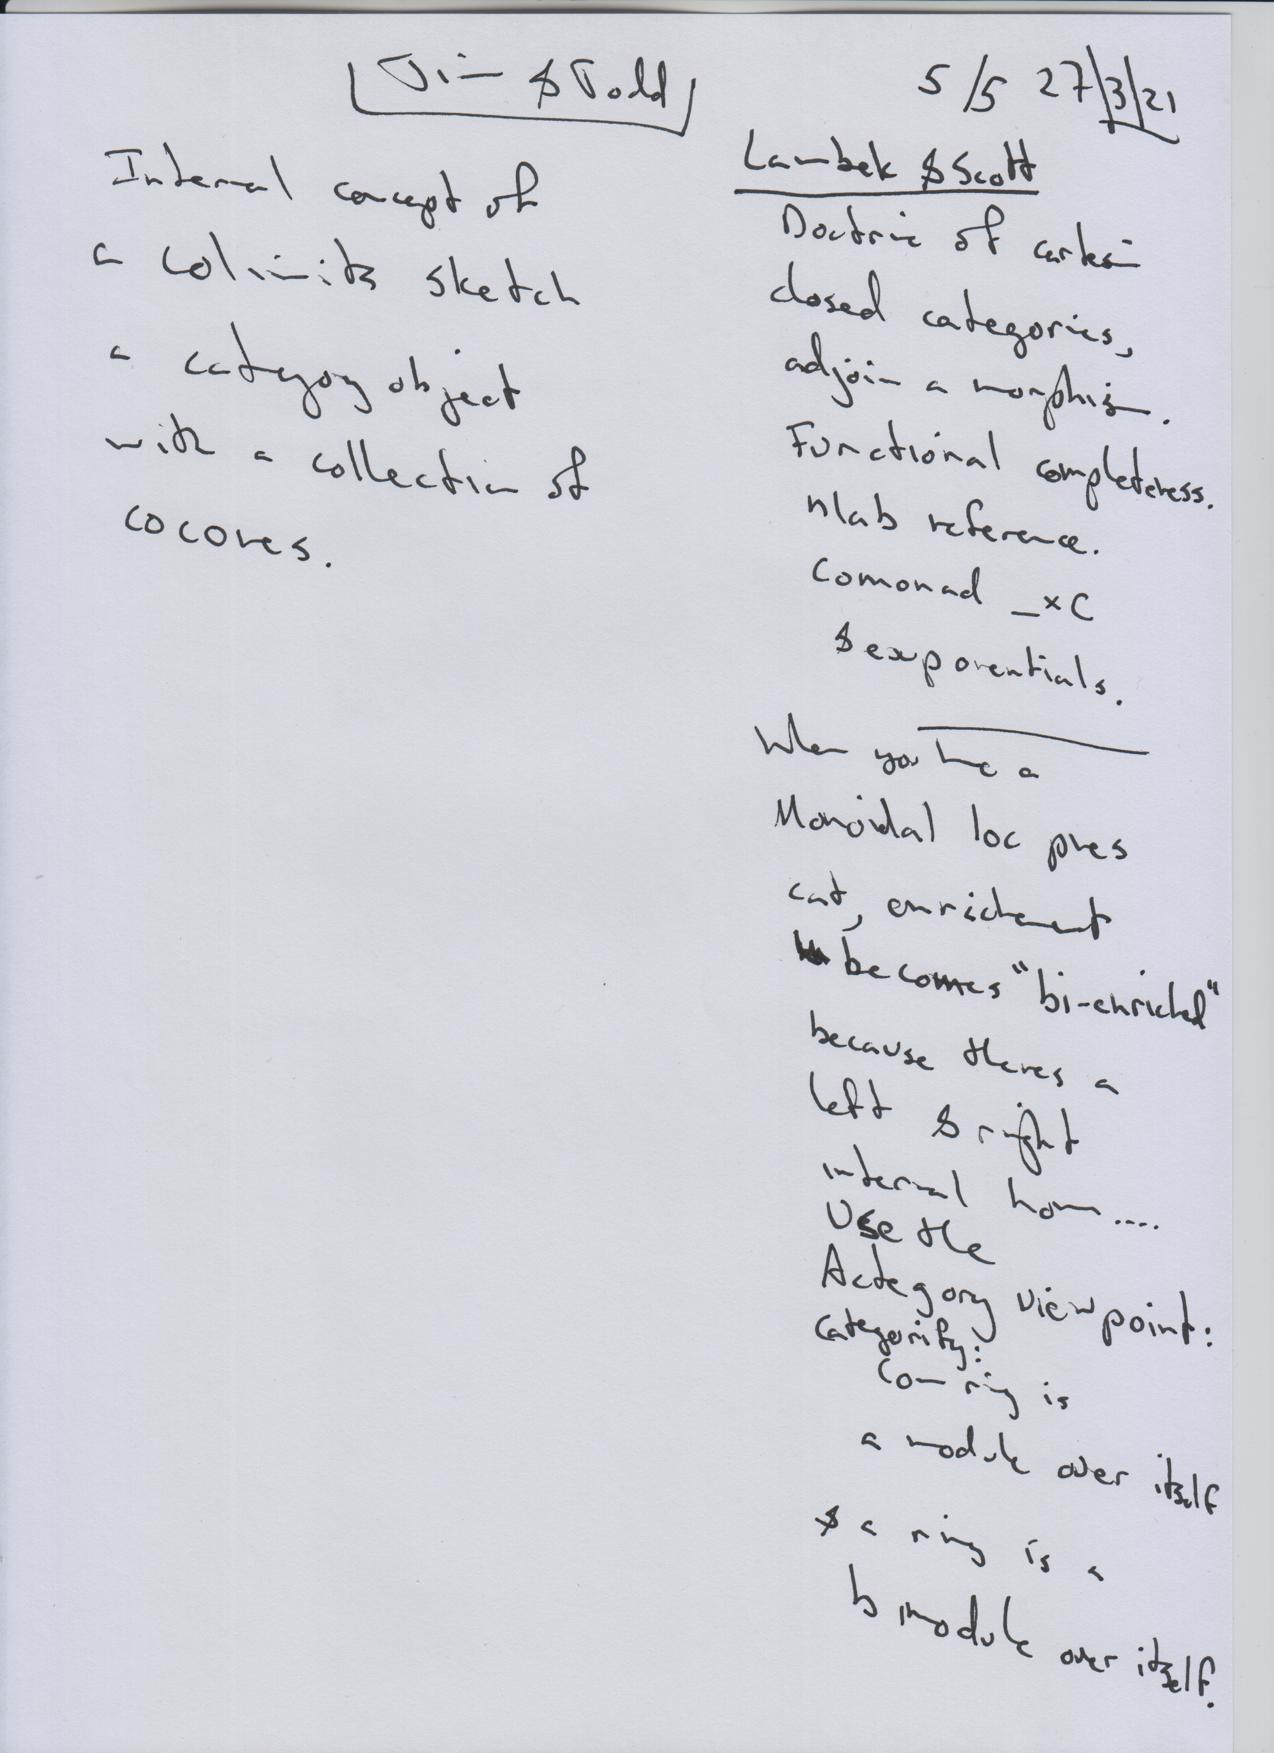 Jim & Todd
5/5 27/3/21
Internal concept of
a colimits sketch
a category object
with a collection of
cocones.
Lambek & Scott
Doctrine of cartesian
closed categories,
adjoin a morphism.
Functional completeness.
nlab reference.
Comonad _×C
& exponentials.
When you have a
Monoidal loc pres
cat, enrichment
becomes "bi-enriched"
because theres a
left & right
internal hom....
Use the
Actegory viewpoint:
Categorify:
Com ring is
a module over itself
& a ring is a
bimodule over itself.